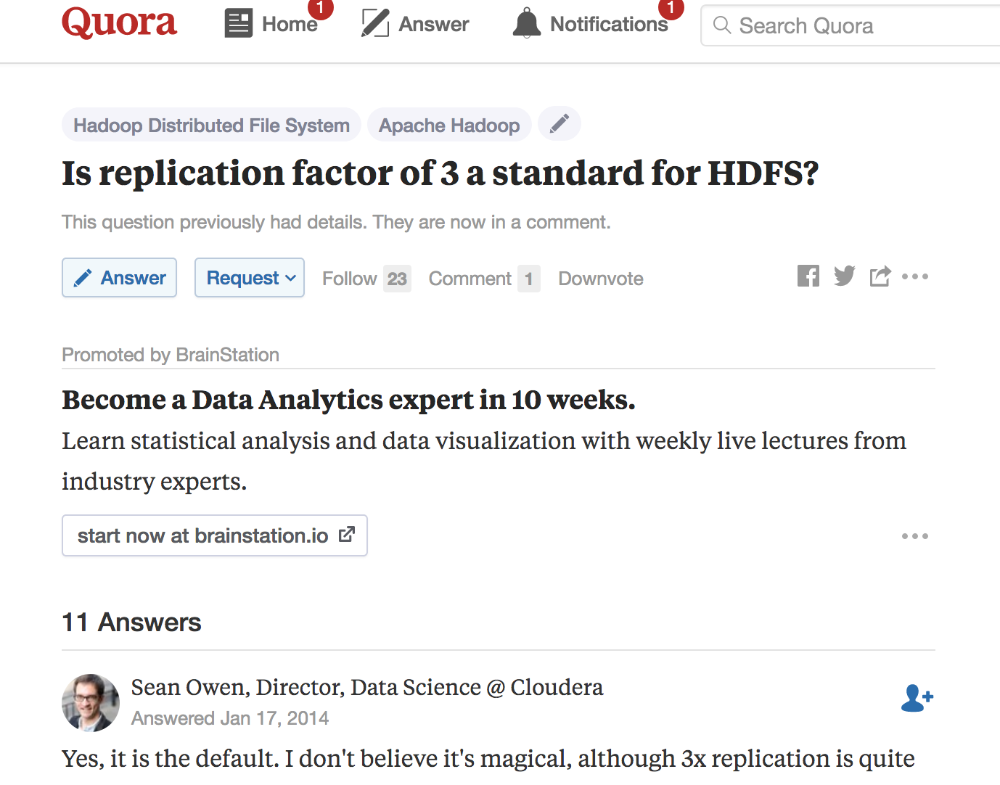 Quora
Home 1
Answer
Notifications 1
Search Quora
Hadoop Distributed File System
Apache Hadoop
Is replication factor of 3 a standard for HDFS?
This question previously had details. They are now in a comment.
Answer
Request
Follow 23
Comment 1
Downvote
Promoted by BrainStation
Become a Data Analytics expert in 10 weeks.
Learn statistical analysis and data visualization with weekly live lectures from
industry experts.
start now at brainstation.io
11 Answers
Sean Owen, Director, Data Science @ Cloudera
Answered Jan 17, 2014
Yes, it is the default. I don't believe it's magical, although 3x replication is quite